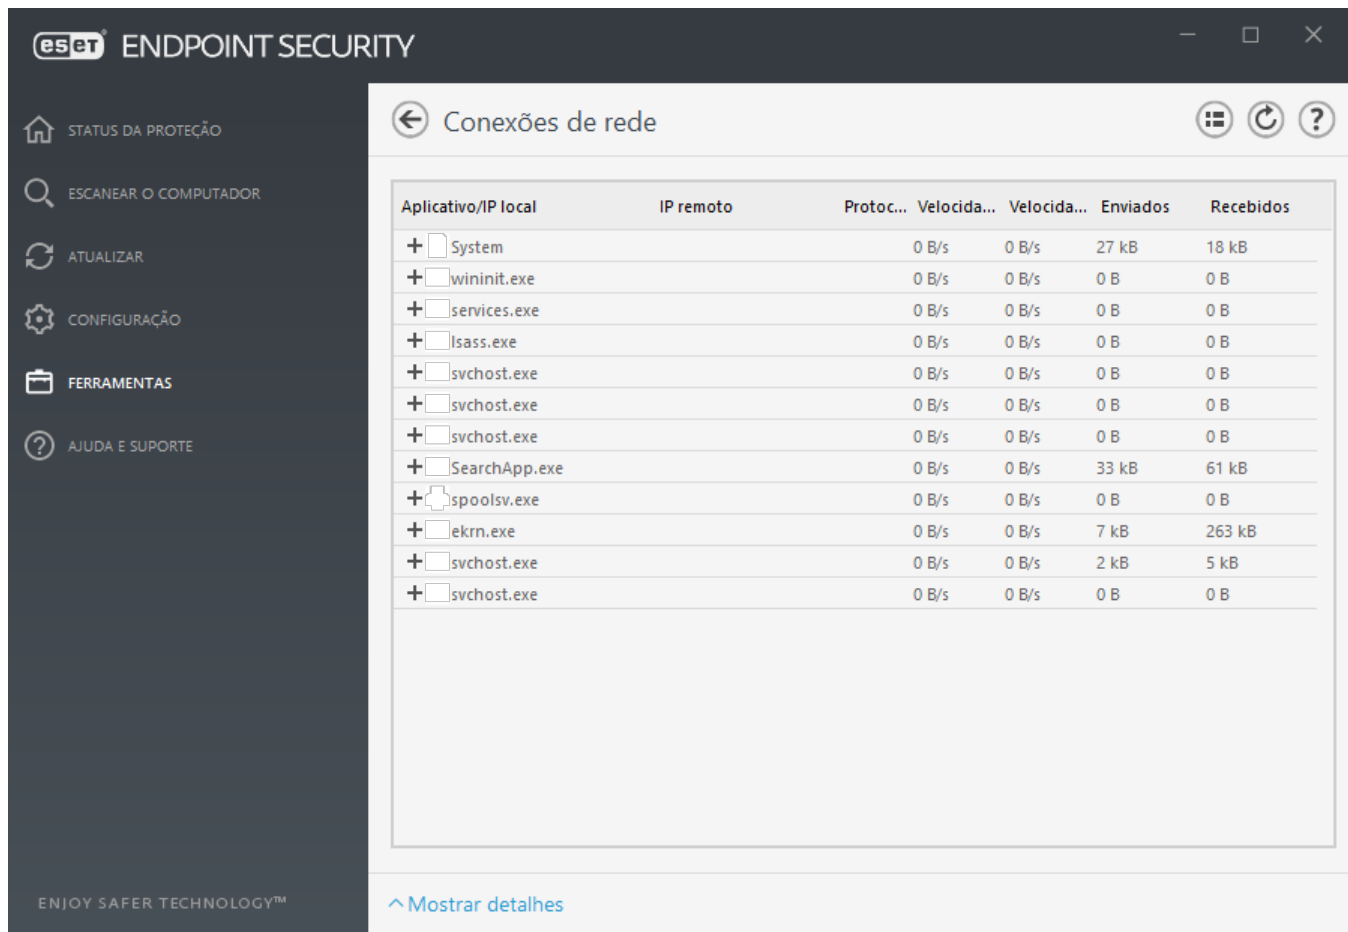 eset ENDPOINT SECURITY
STATUS DA PROTEÇÃO
ESCANEAR O COMPUTADOR
ATUALIZAR
CONFIGURAÇÃO
FERRAMENTAS
AJUDA E SUPORTE
ENJOY SAFER TECHNOLOGY™
Conexões de rede
Aplicativo/IP local IP remoto Protoc... Velocida... Velocida... Enviados Recebidos
System 0 B/s 0 B/s 27 kB 18 kB
wininit.exe 0 B/s 0 B/s 0 B 0 B
services.exe 0 B/s 0 B/s 0 B 0 B
lsass.exe 0 B/s 0 B/s 0 B 0 B
svchost.exe 0 B/s 0 B/s 0 B 0 B
svchost.exe 0 B/s 0 B/s 0 B 0 B
svchost.exe 0 B/s 0 B/s 0 B 0 B
SearchApp.exe 0 B/s 0 B/s 33 kB 61 kB
spoolsv.exe 0 B/s 0 B/s 0 B 0 B
ekrn.exe 0 B/s 0 B/s 7 kB 263 kB
svchost.exe 0 B/s 0 B/s 2 kB 5 kB
svchost.exe 0 B/s 0 B/s 0 B 0 B
Mostrar detalhes